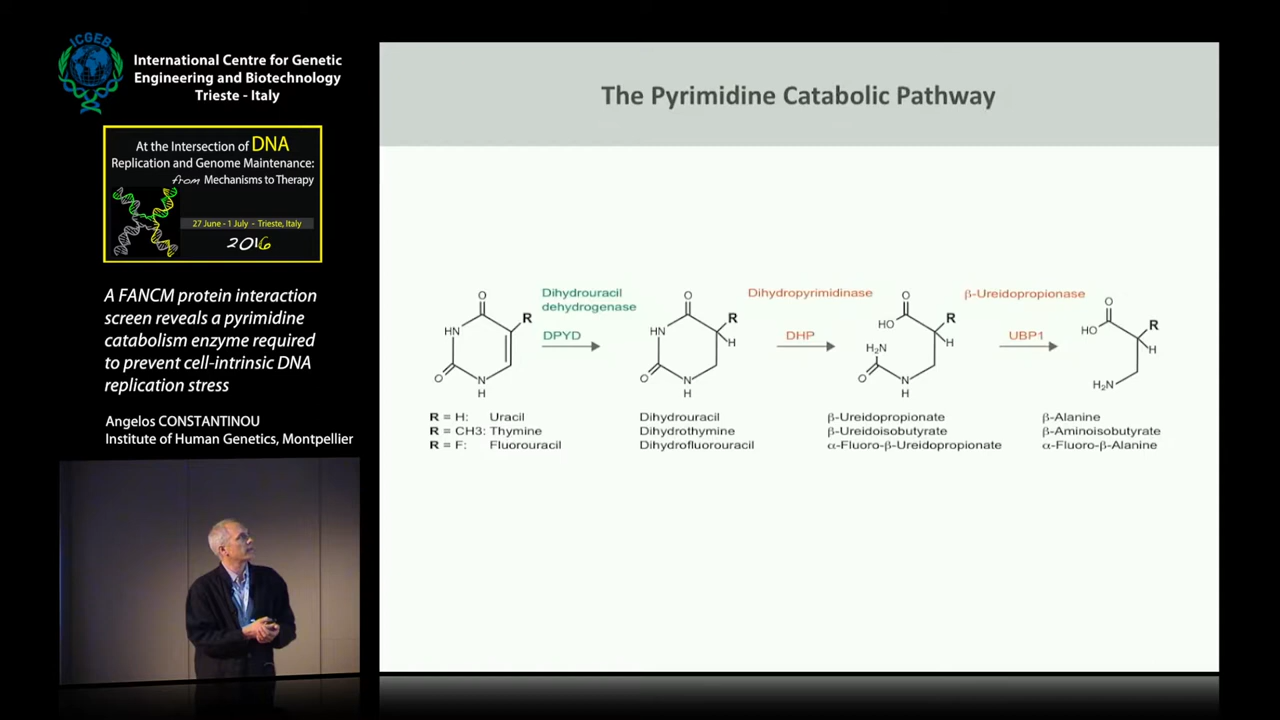 ICGEB
International Centre for Genetic
Engineering and Biotechnology
Trieste - Italy
At the Intersection of DNA
Replication and Genome Maintenance:
from Mechanisms to Therapy
27 June - 1 July - Trieste, Italy
2016
A FANCM protein interaction
screen reveals a pyrimidine
catabolism enzyme required
to prevent cell-intrinsic DNA
replication stress
Angelos CONSTANTINOU
Institute of Human Genetics, Montpellier
The Pyrimidine Catabolic Pathway
Dihydrouracil
dehydrogenase
DPYD
Dihydropyrimidinase
DHP
β-Ureidopropionase
UBP1
O
R
HN
O
N
H
O
R
HN
H
O
N
H
O
HO
R
H
H₂N
O
N
H
O
HO
R
H
H₂N
R = H: Uracil
R = CH3: Thymine
R = F: Fluorouracil
Dihydrouracil
Dihydrothymine
Dihydrofluorouracil
β-Ureidopropionate
β-Ureidoisobutyrate
α-Fluoro-β-Ureidopropionate
β-Alanine
β-Aminoisobutyrate
α-Fluoro-β-Alanine